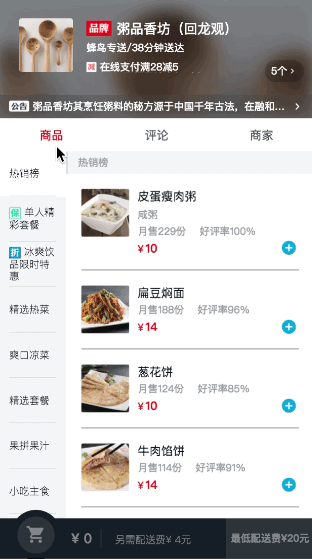 品牌 粥品香坊（回龙观）
蜂鸟专送/38分钟送达
减 在线支付满28减5
5个 >
公告 粥品香坊其烹饪粥料的秘方源于中国千年古法，在融和... >
商品 评论 商家
热销榜
保 单人精
彩套餐
折 冰爽饮
品限时特
惠
精选热菜
爽口凉菜
精选套餐
果拼果汁
小吃主食
热销榜
皮蛋瘦肉粥
咸粥
月售229份 好评率100%
¥10
扁豆焖面
月售188份 好评率96%
¥14
葱花饼
月售124份 好评率85%
¥10
牛肉馅饼
月售114份 好评率91%
¥14
¥ 0 另需配送费¥ 4元 最低配送费¥20元